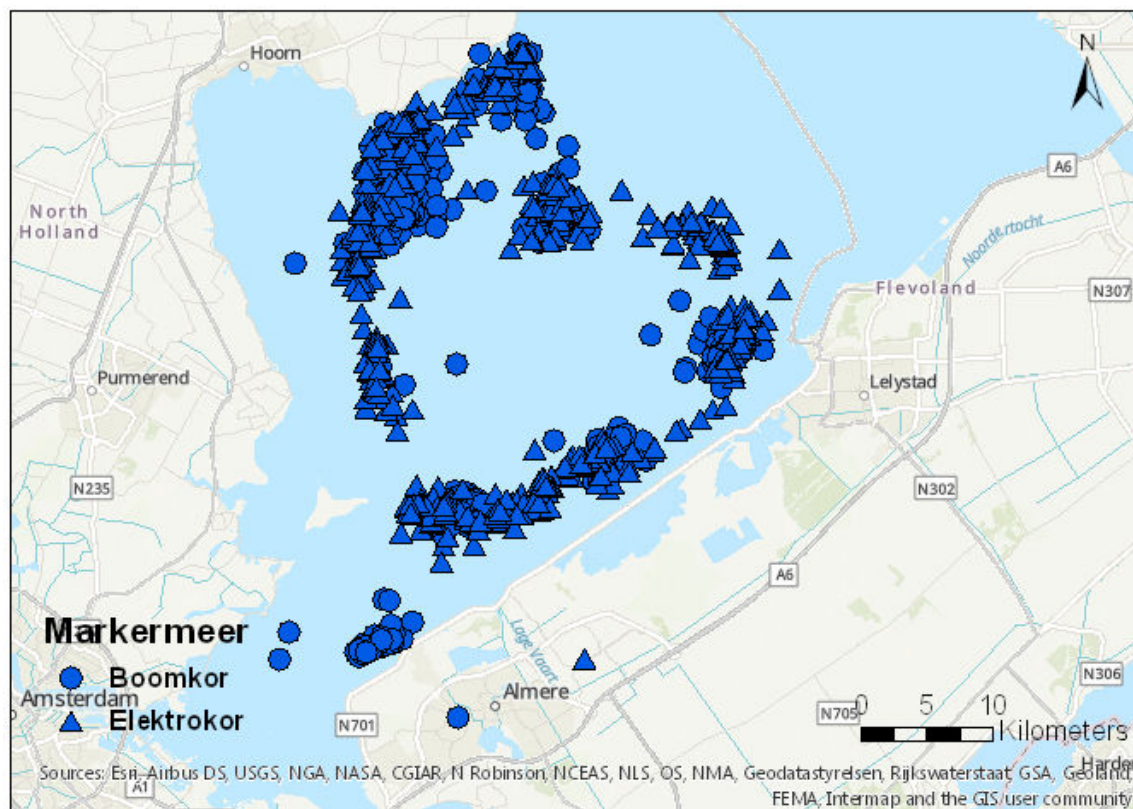 Hoorn
N
A6
North
Holland
Noordertocht
Flevoland
N307
Purmerend
Lelystad
N235
N302
A6
Markermeer
Boomkor
Elektrokor
Amsterdam
Lage Vaart
Almere
N701
N705
N306
0 5 10
Kilometers
Harder
A1
Sources: Esri, Airbus DS, USGS, NGA, NASA, CGIAR, N Robinson, NCEAS, NLS, OS, NMA, Geodatastyrelsen, Rijkswaterstaat, GSA, Geoland,
FEMA, Intermap and the GIS user community